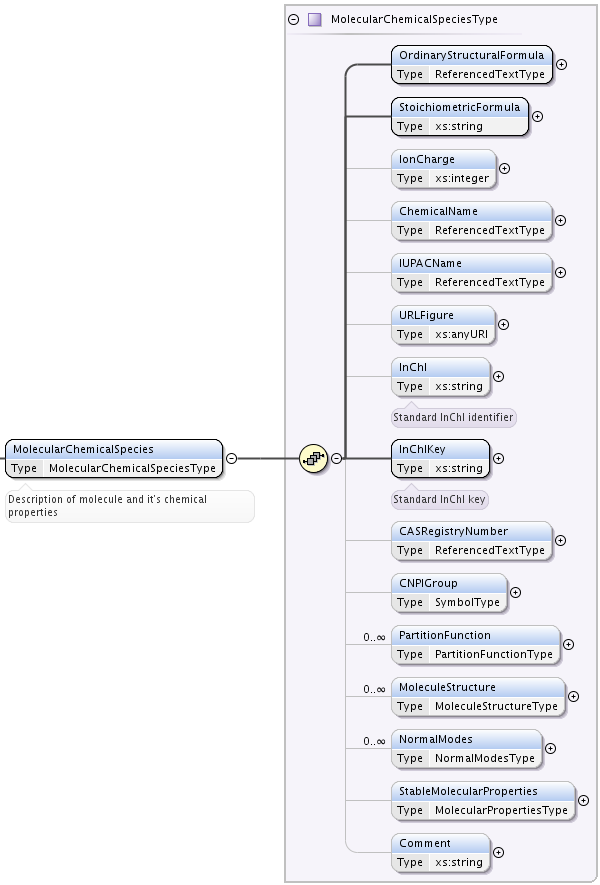 MolecularChemicalSpeciesType
OrdinaryStructuralFormula
Type ReferencedTextType
StoichiometricFormula
Type xs:string
IonCharge
Type xs:integer
ChemicalName
Type ReferencedTextType
IUPACName
Type ReferencedTextType
URLFigure
Type xs:anyURI
InChI
Type xs:string
Standard InChI identifier
MolecularChemicalSpecies
Type MolecularChemicalSpeciesType
Description of molecule and it's chemical
properties
InChIKey
Type xs:string
Standard InChI key
CASRegistryNumber
Type ReferencedTextType
CNPIGroup
Type SymbolType
0..∞ PartitionFunction
Type PartitionFunctionType
0..∞ MoleculeStructure
Type MoleculeStructureType
0..∞ NormalModes
Type NormalModesType
StableMolecularProperties
Type MolecularPropertiesType
Comment
Type xs:string